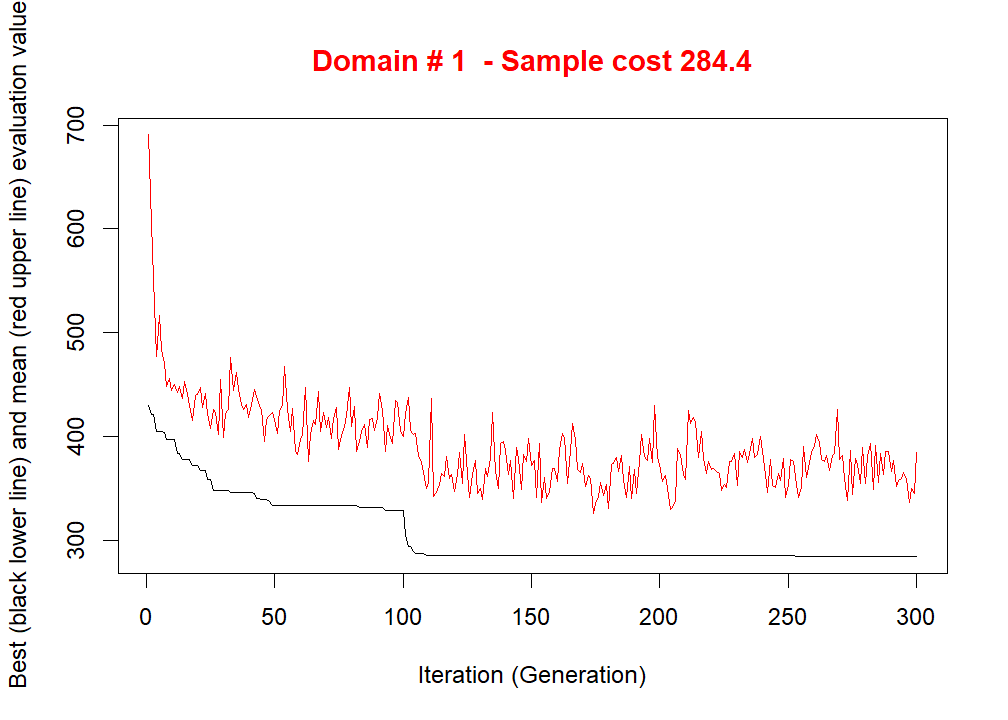 Domain # 1  - Sample cost 284.4
Best (black lower line) and mean (red upper line) evaluation value
700
600
500
400
300
0 50 100 150 200 250 300
Iteration (Generation)